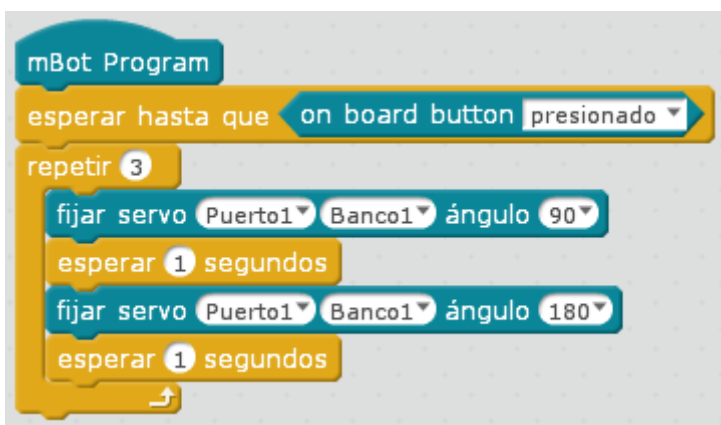 mBot Program
esperar hasta que on board button presionado
repetir 3
fijar servo Puerto1 Banco1 ángulo 90
esperar 1 segundos
fijar servo Puerto1 Banco1 ángulo 180
esperar 1 segundos